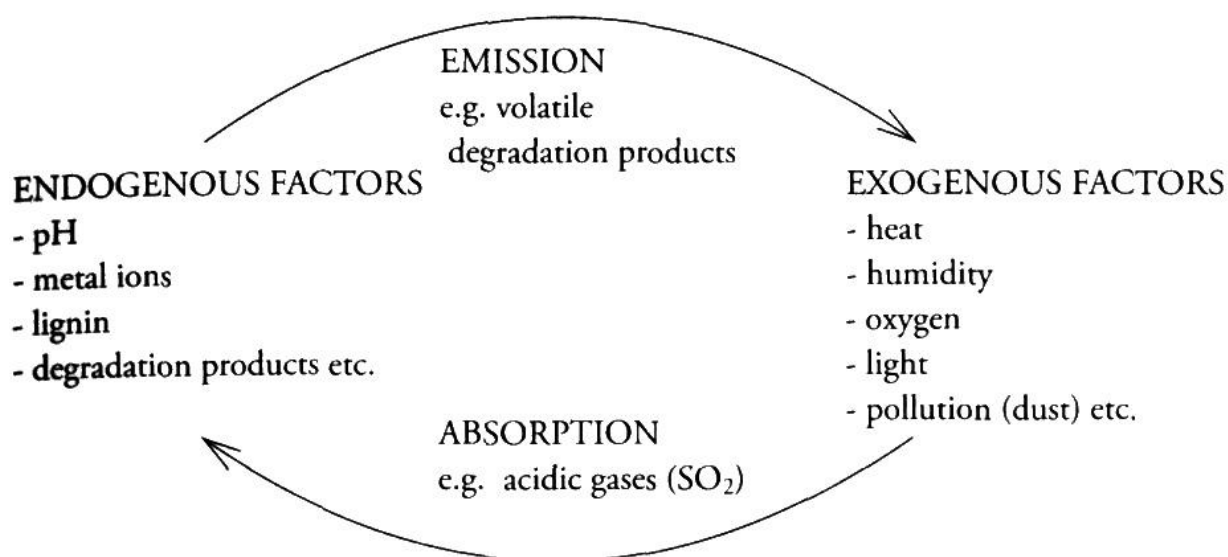 EMISSION
e.g. volatile
degradation products
ENDOGENOUS FACTORS
- pH
- metal ions
- lignin
- degradation products etc.
EXOGENOUS FACTORS
- heat
- humidity
- oxygen
- light
- pollution (dust) etc.
ABSORPTION
e.g. acidic gases (SO₂)